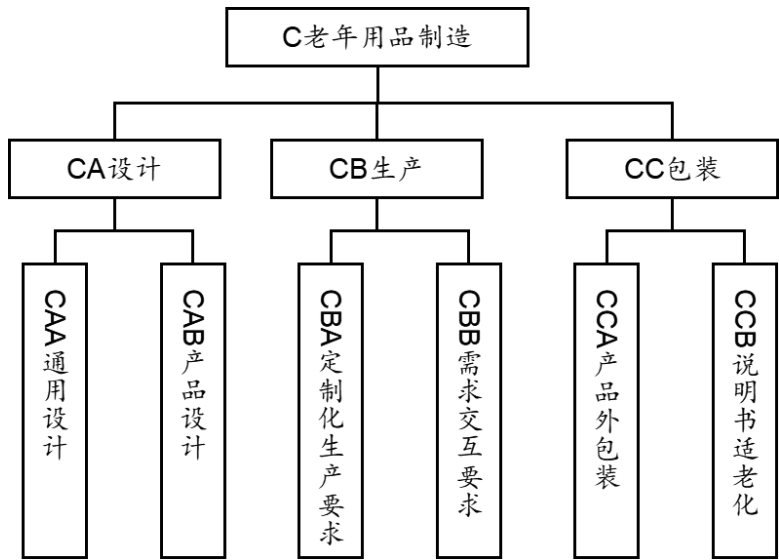 C老年用品制造
CA设计
CB生产
CC包装
CAA通用设计
CAB产品设计
CBA定制化生产要求
CBB需求交互要求
CCA产品外包装
CCB说明书适老化